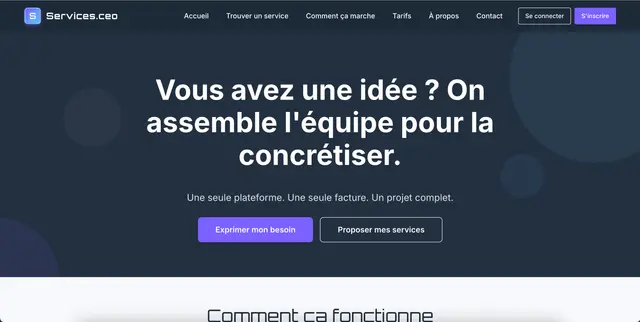 S Services.ceo
Accueil Trouver un service Comment ça marche Tarifs À propos Contact Se connecter S'inscrire
Vous avez une idée ? On
assemble l'équipe pour la
concrétiser.
Une seule plateforme. Une seule facture. Un projet complet.
Exprimer mon besoin Proposer mes services
Comment ça fonctionne